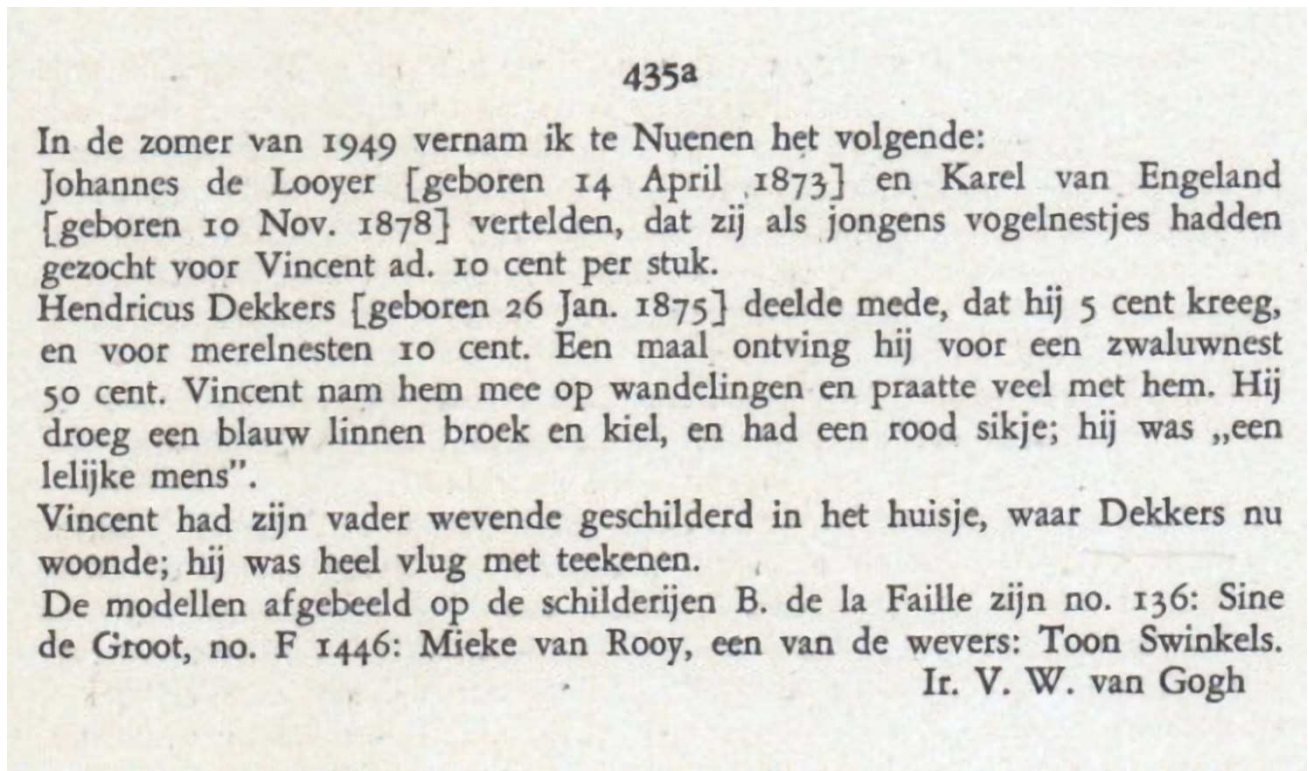 435a
In de zomer van 1949 vernam ik te Nuenen het volgende:
Johannes de Looyer [geboren 14 April 1873] en Karel van Engeland
[geboren 10 Nov. 1878] vertelden, dat zij als jongens vogelnestjes hadden
gezocht voor Vincent ad. 10 cent per stuk.
Hendricus Dekkers [geboren 26 Jan. 1875] deelde mede, dat hij 5 cent kreeg,
en voor merelnesten 10 cent. Een maal ontving hij voor een zwaluwnest
50 cent. Vincent nam hem mee op wandelingen en praatte veel met hem. Hij
droeg een blauw linnen broek en kiel, en had een rood sikje; hij was „een
lelijke mens”.
Vincent had zijn vader wevende geschilderd in het huisje, waar Dekkers nu
woonde; hij was heel vlug met teekenen.
De modellen afgebeeld op de schilderijen B. de la Faille zijn no. 136: Sine
de Groot, no. F 1446: Mieke van Rooy, een van de wevers: Toon Swinkels.
Ir. V. W. van Gogh